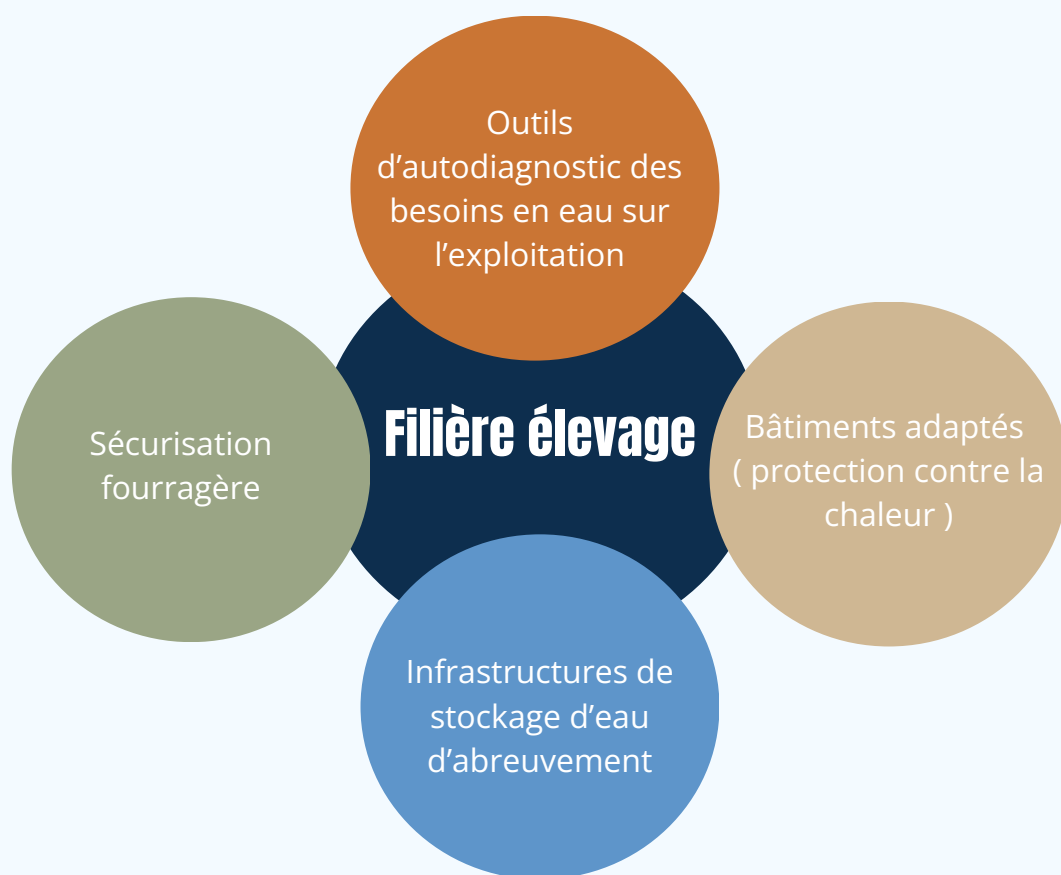 Outils
d’autodiagnostic des
besoins en eau sur
l’exploitation
Filière élevage
Sécurisation
fourragère
Bâtiments adaptés
( protection contre la
chaleur )
Infrastructures de
stockage d’eau
d’abreuvement